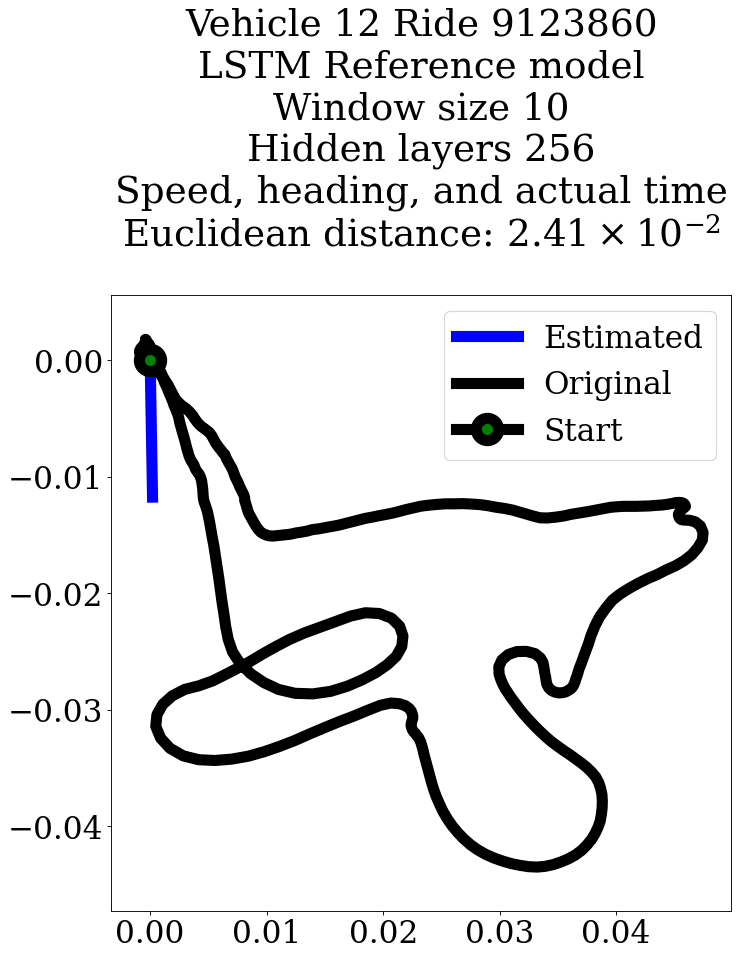 Vehicle 12 Ride 9123860
LSTM Reference model
Window size 10
Hidden layers 256
Speed, heading, and actual time
Euclidean distance: 2.41 × 10⁻²
Estimated
Original
Start
0.00
−0.01
−0.02
−0.03
−0.04
0.00 0.01 0.02 0.03 0.04